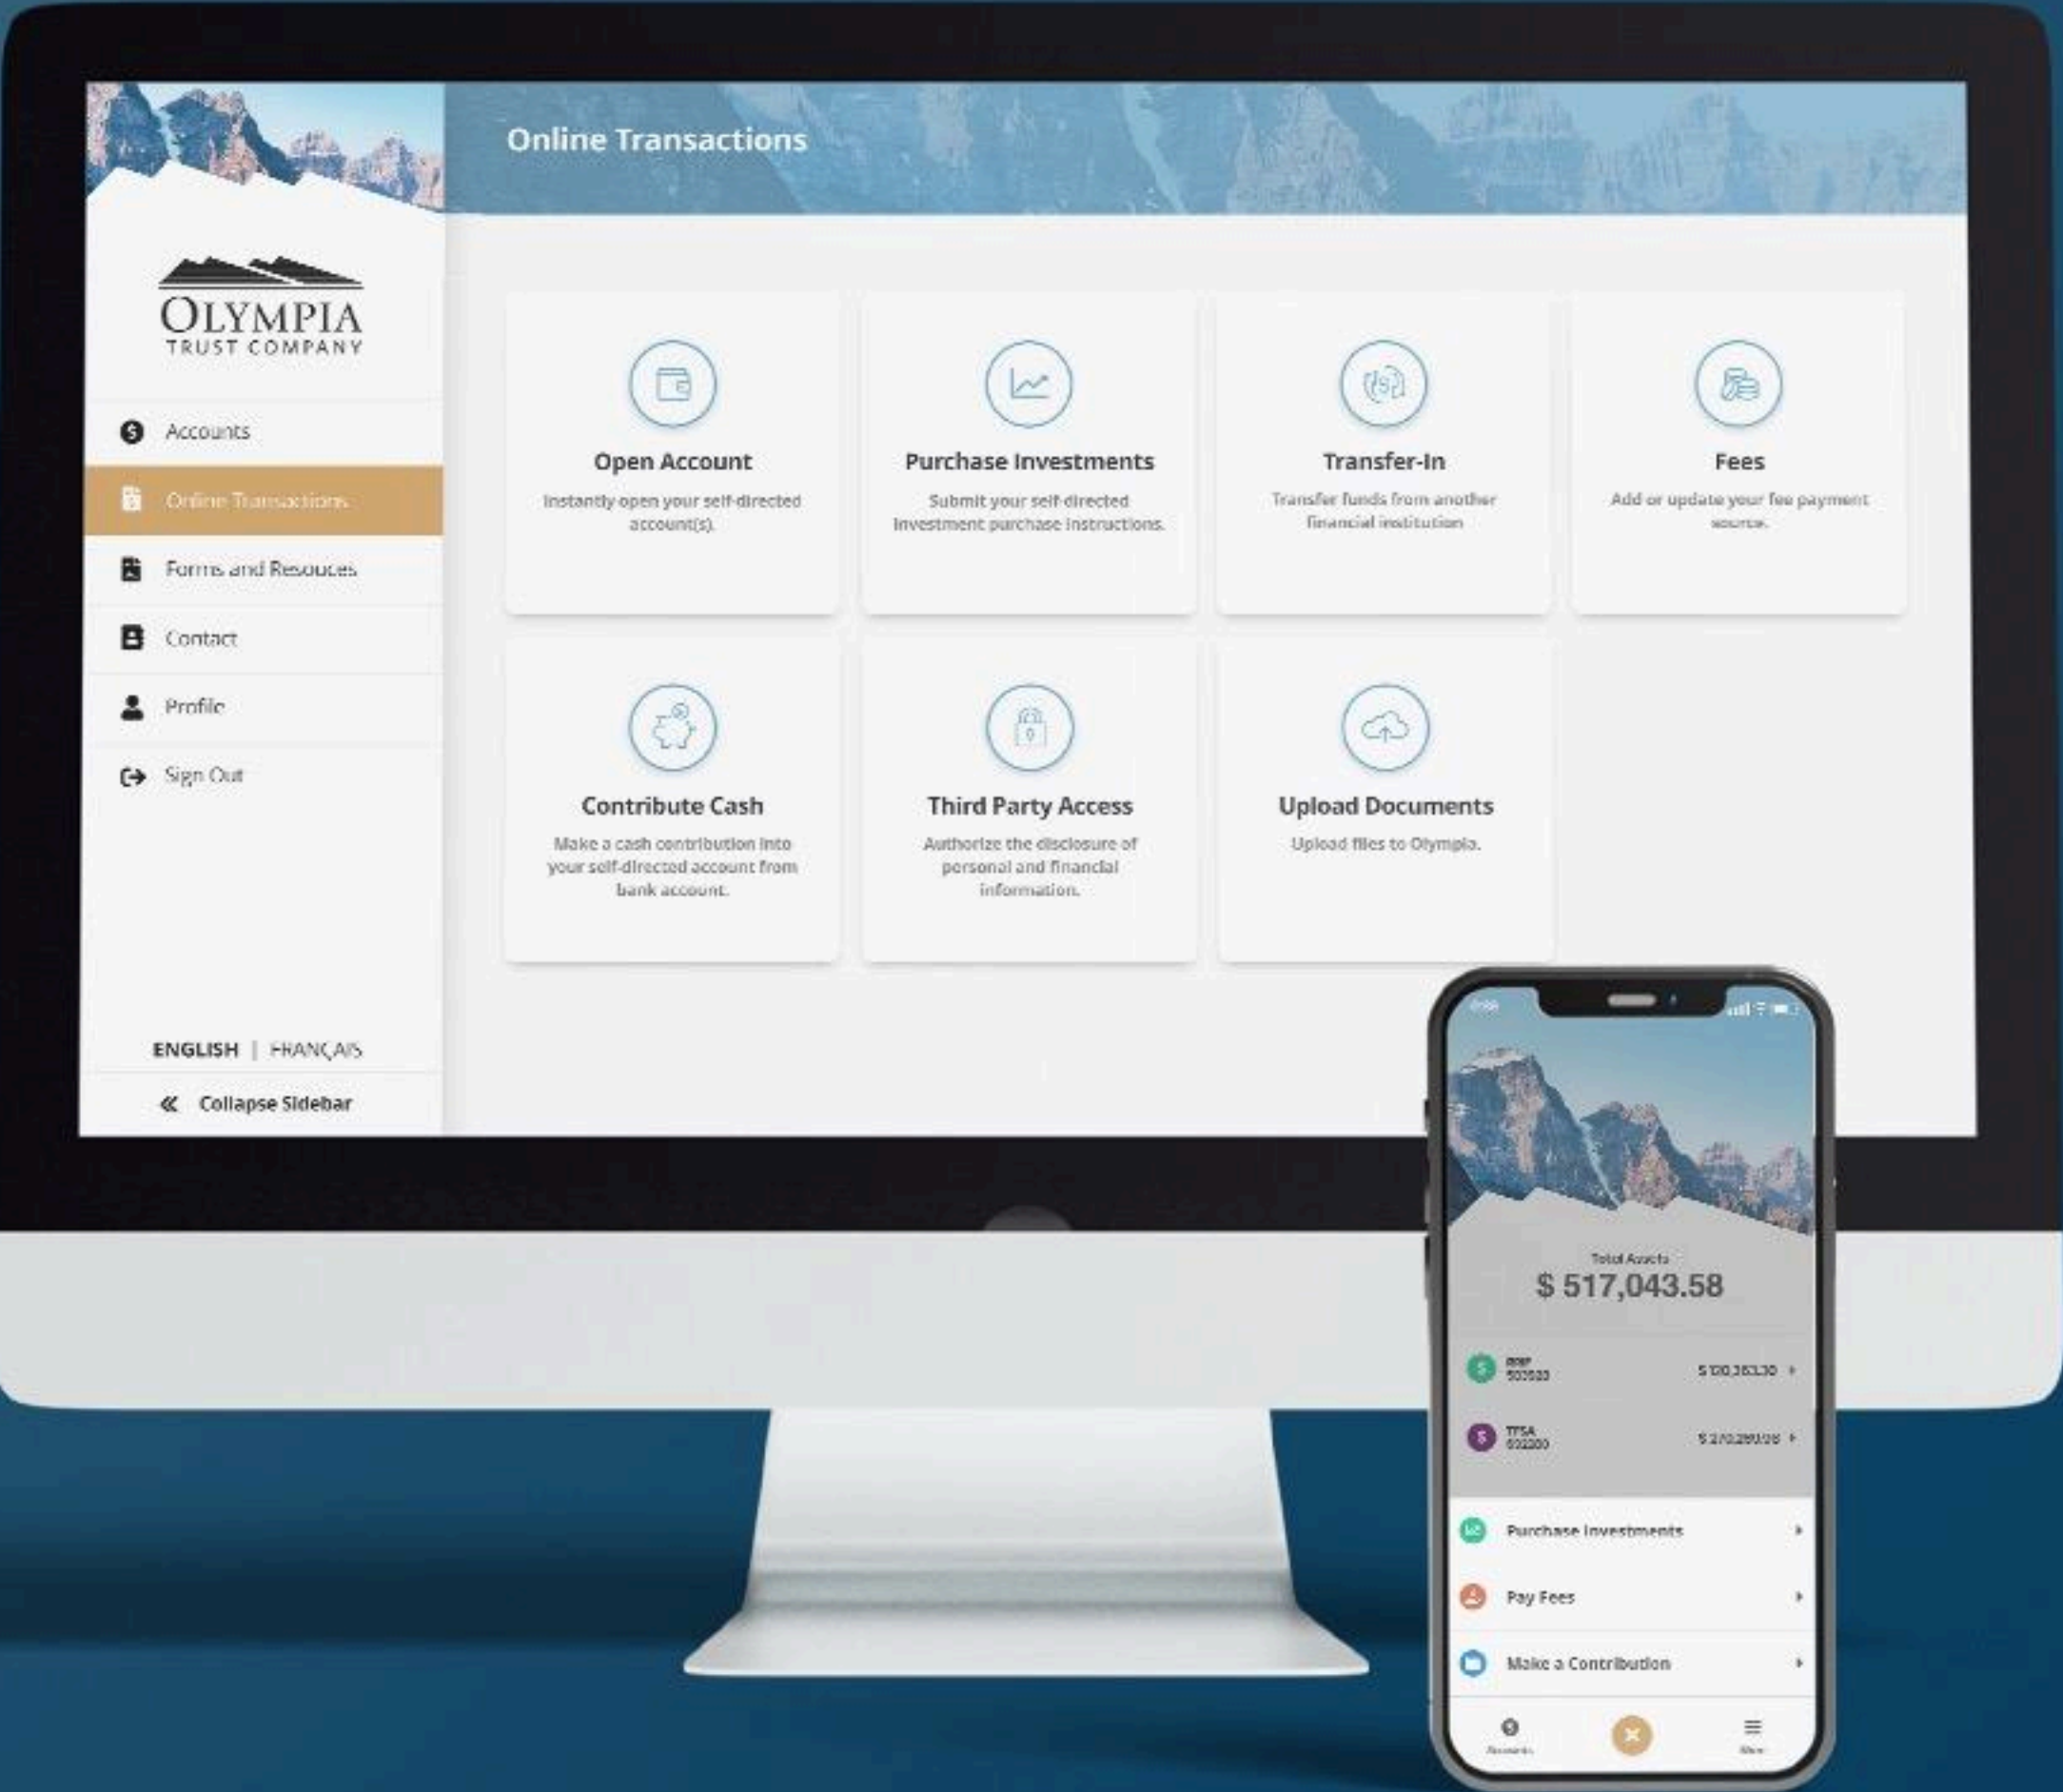 Online Transactions
OLYMPIA
TRUST COMPANY
Accounts
Online Transactions
Forms and Resouces
Contact
Profile
Sign Out
ENGLISH | FRANÇAIS
Collapse Sidebar
Open Account
Instantly open your self-directed
account(s).
Purchase Investments
Submit your self-directed
investment purchase instructions.
Transfer-In
Transfer funds from another
financial institution
Fees
Add or update your fee payment
source.
Contribute Cash
Make a cash contribution into
your self-directed account from
bank account.
Third Party Access
Authorize the disclosure of
personal and financial
information.
Upload Documents
Upload files to Olympia.
Total Assets
$ 517,043.58
TFSA
Purchase Investments
Pay Fees
Make a Contribution
Accounts
More